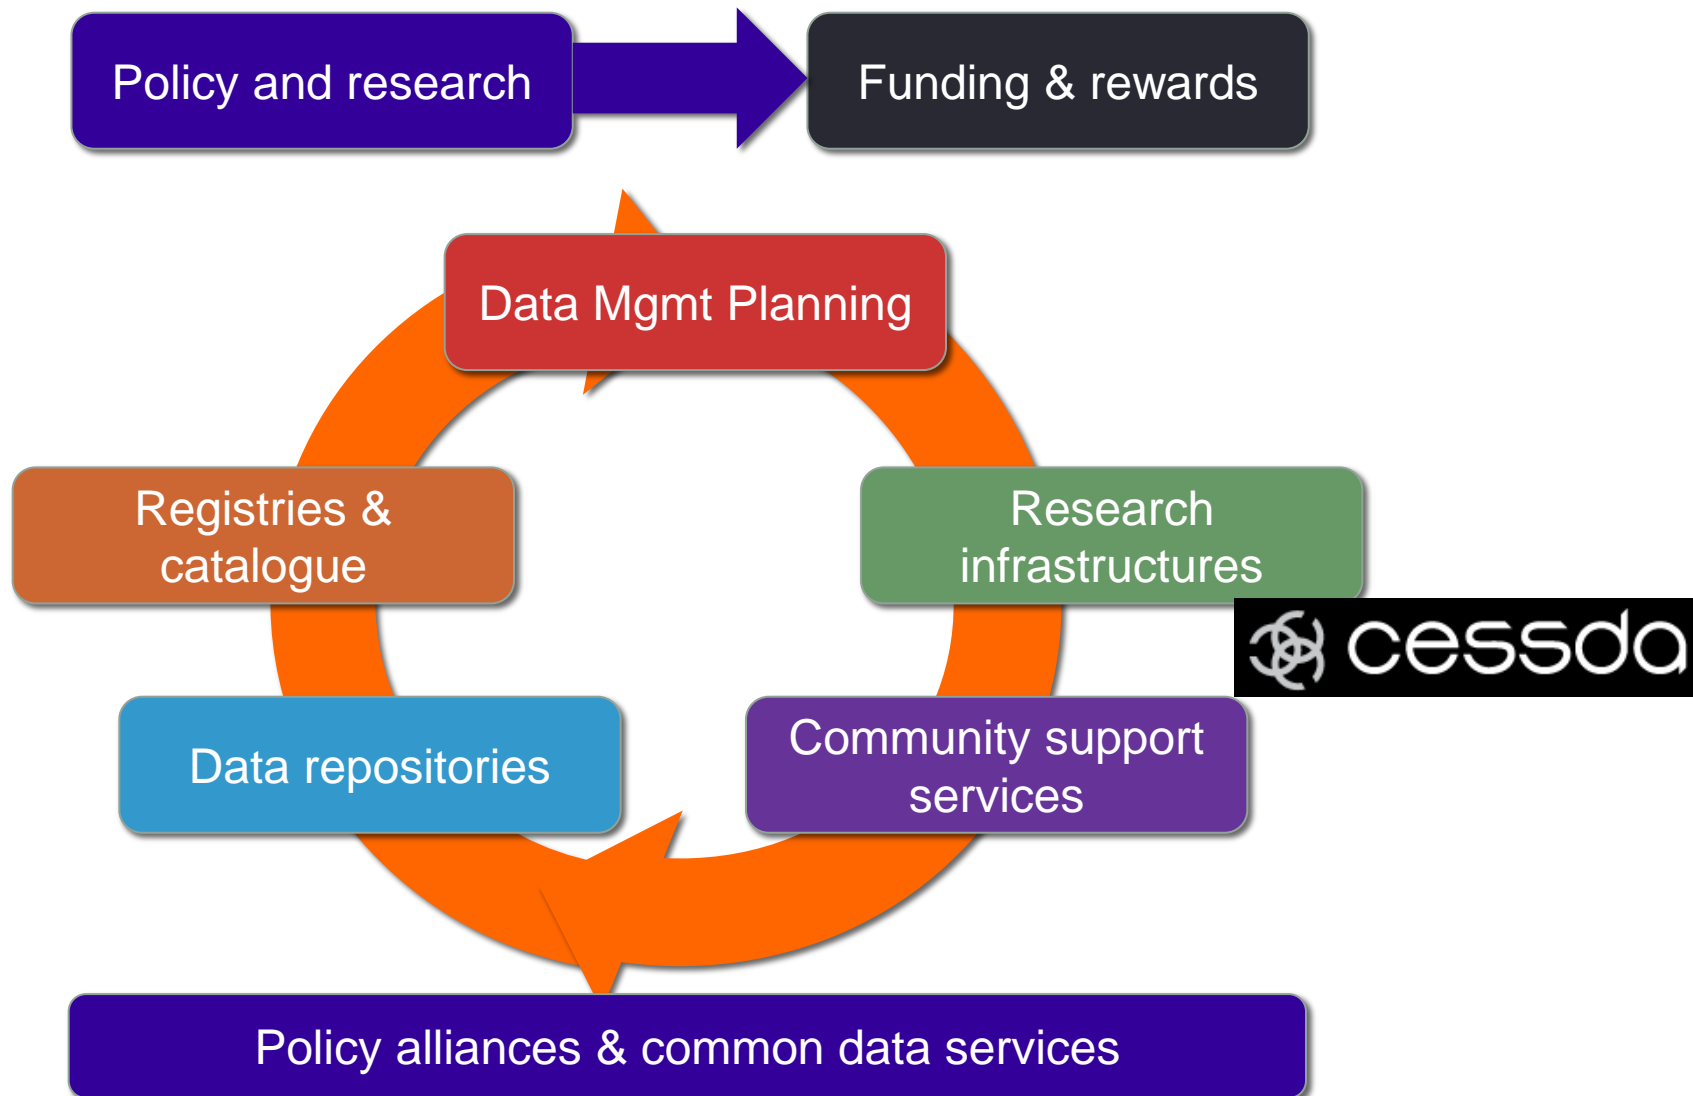 Policy and research
Funding & rewards
Data Mgmt Planning
Registries &
catalogue
Research
infrastructures
cessda
Data repositories
Community support
services
Policy alliances & common data services